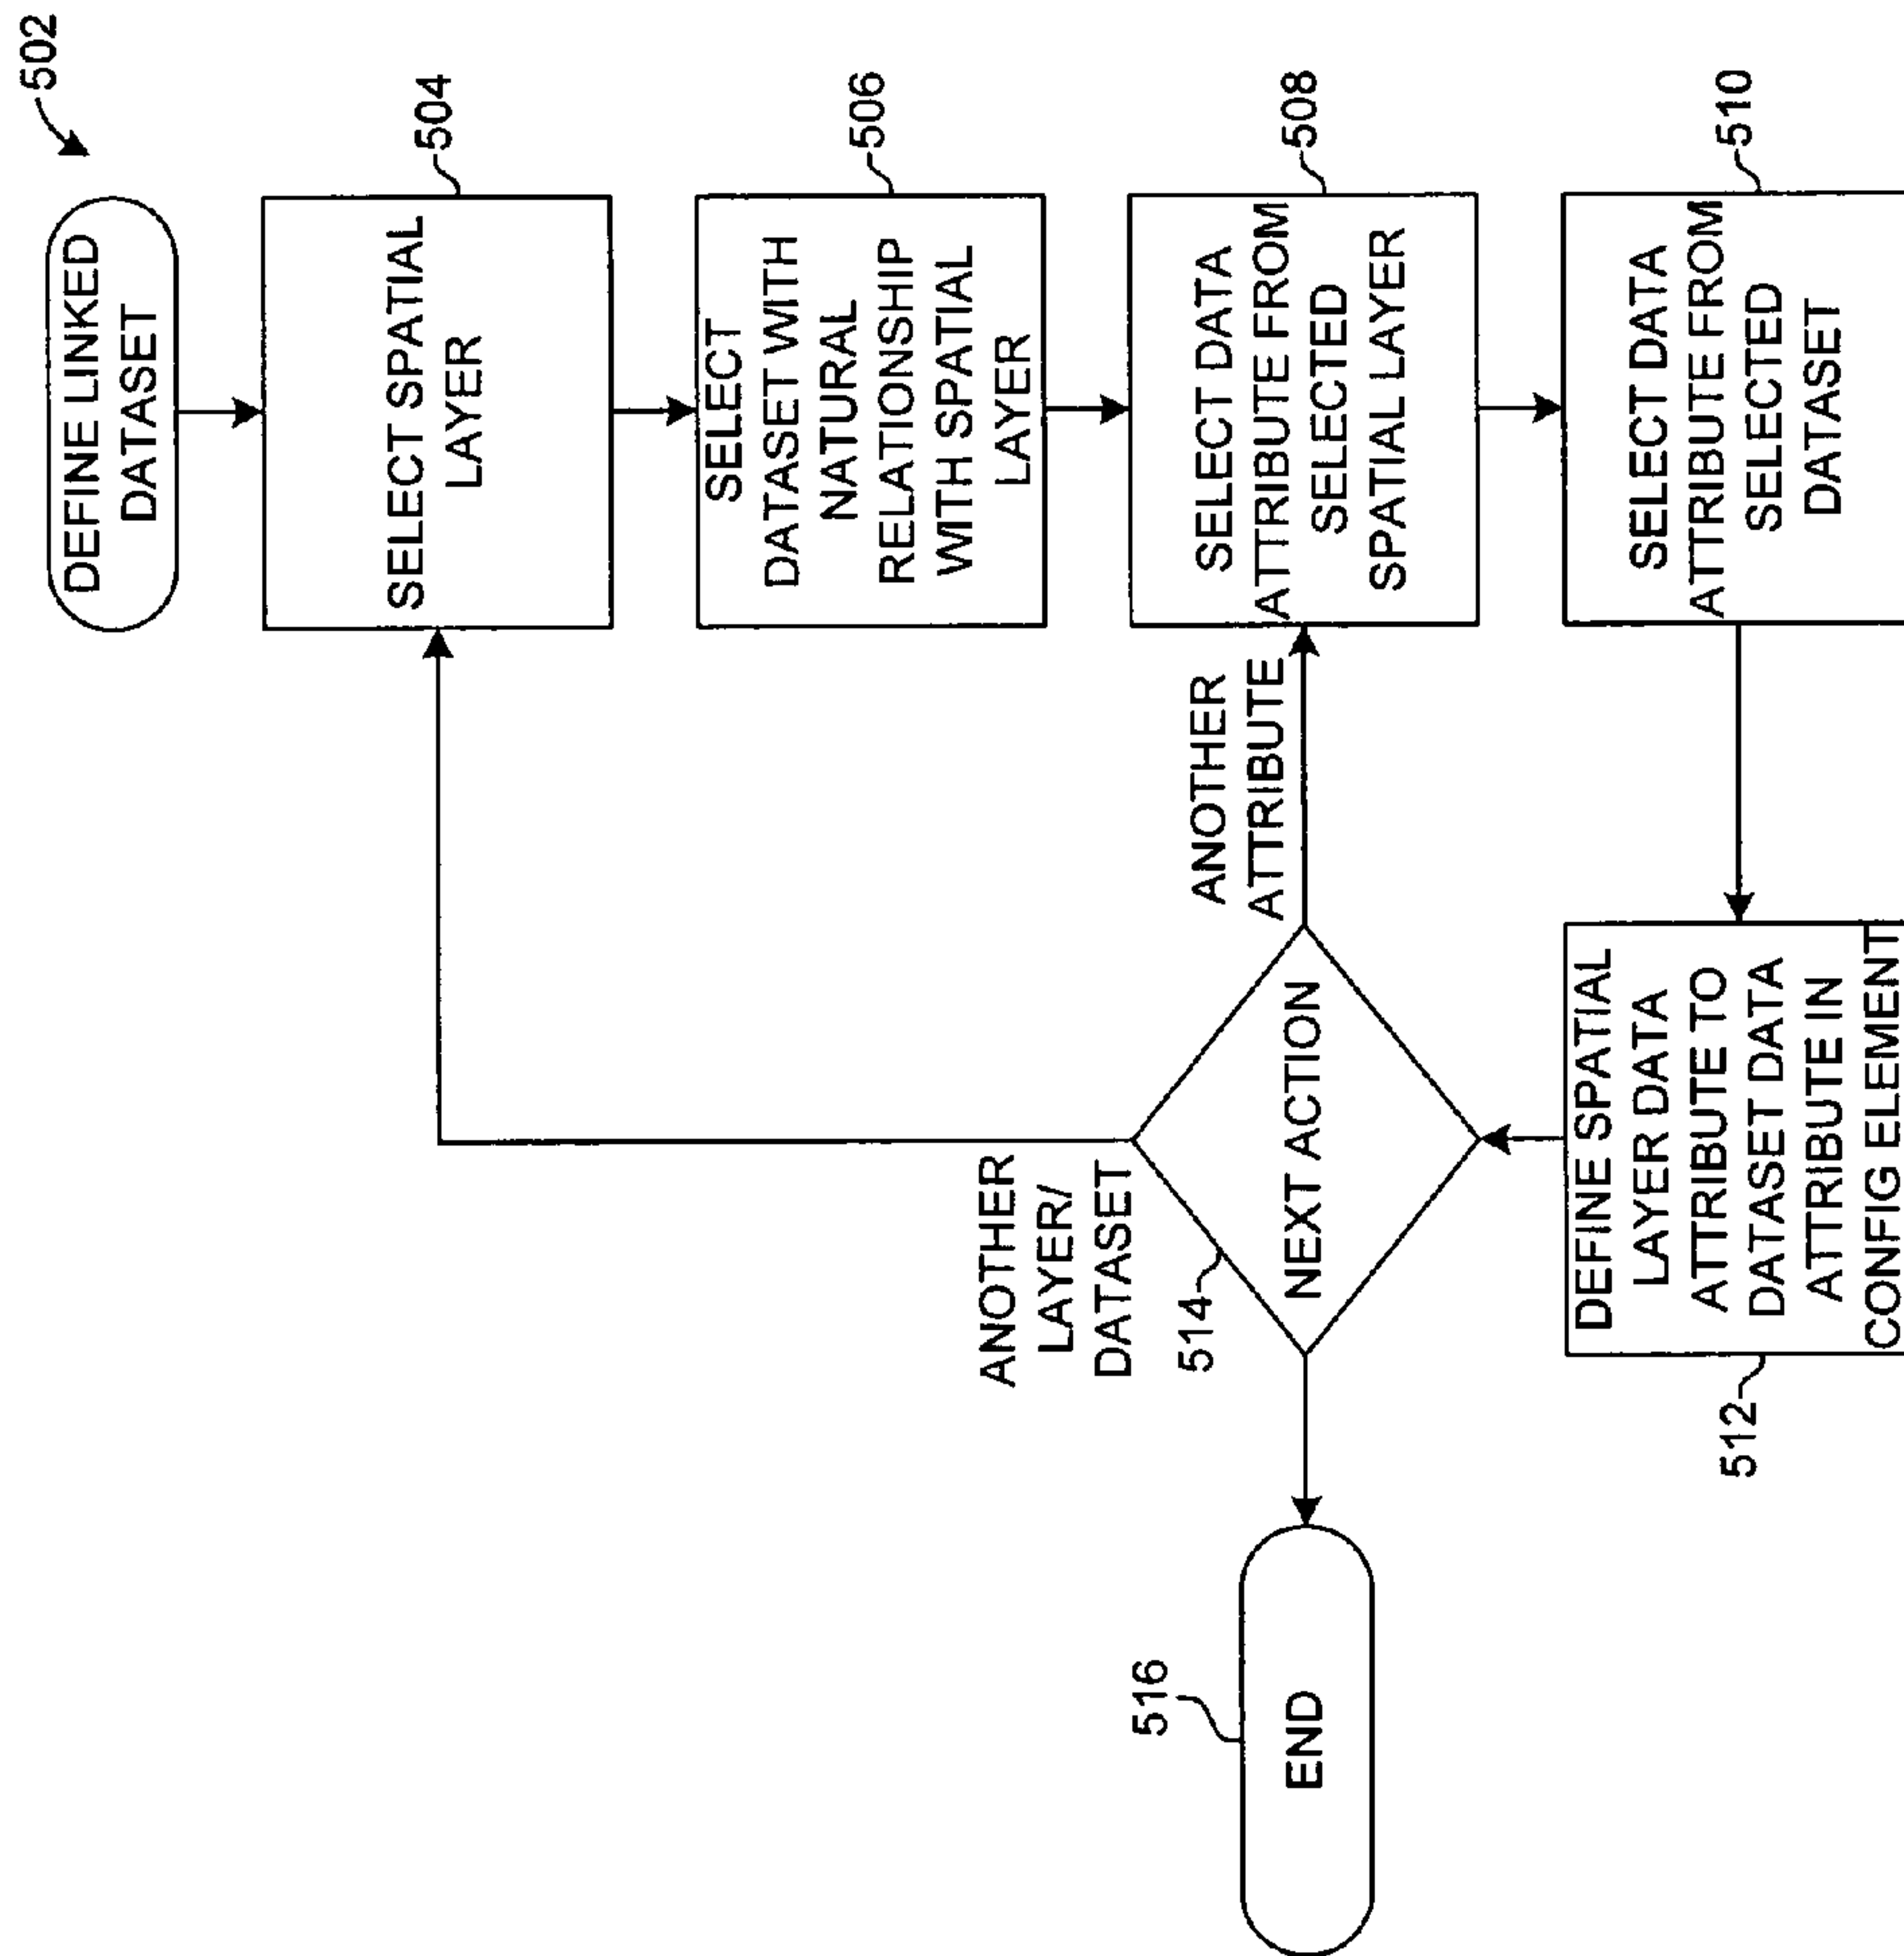 502
DEFINE LINKED
DATASET
504
SELECT SPATIAL
LAYER
506
SELECT
DATASET WITH
NATURAL
RELATIONSHIP
WITH SPATIAL
LAYER
508
SELECT DATA
ATTRIBUTE FROM
SELECTED
SPATIAL LAYER
510
SELECT DATA
ATTRIBUTE FROM
SELECTED
DATASET
512
DEFINE SPATIAL
LAYER DATA
ATTRIBUTE TO
DATASET DATA
ATTRIBUTE IN
CONFIG ELEMENT
514
NEXT ACTION
ANOTHER
ATTRIBUTE
ANOTHER
LAYER/
DATASET
516
END